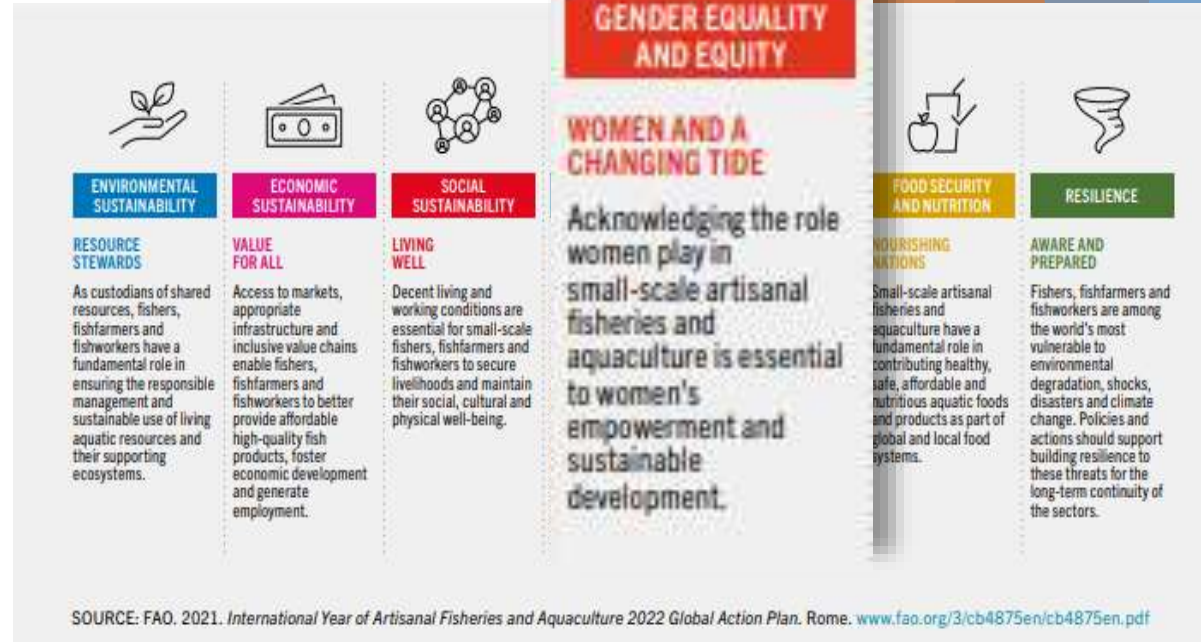 ENVIRONMENTAL
SUSTAINABILITY
RESOURCE
STEWARDS
As custodians of shared
resources, fishers,
fishfarmers and
fishworkers have a
fundamental role in
ensuring the responsible
management and
sustainable use of living
aquatic resources and
their supporting
ecosystems.
ECONOMIC
SUSTAINABILITY
VALUE
FOR ALL
Access to markets,
appropriate
infrastructure and
inclusive value chains
enable fishers,
fishfarmers and
fishworkers to better
provide affordable
high-quality fish
products, foster
economic development
and generate
employment.
SOCIAL
SUSTAINABILITY
LIVING
WELL
Decent living and
working conditions are
essential for small-scale
fishers, fishfarmers and
fishworkers to secure
livelihoods and maintain
their social, cultural and
physical well-being.
GENDER EQUALITY
AND EQUITY
WOMEN AND A
CHANGING TIDE
Acknowledging the role
women play in
small-scale artisanal
fisheries and
aquaculture is essential
to women's
empowerment and
sustainable
development.
FOOD SECURITY
AND NUTRITION
NOURISHING
NATIONS
Small-scale artisanal
fisheries and
aquaculture have a
fundamental role in
contributing healthy,
safe, affordable and
nutritious aquatic foods
and products as part of
global and local food
systems.
RESILIENCE
AWARE AND
PREPARED
Fishers, fishfarmers and
fishworkers are among
the world's most
vulnerable to
environmental
degradation, shocks,
disasters and climate
change. Policies and
actions should support
building resilience to
these threats for the
long-term continuity of
the sectors.
SOURCE: FAO. 2021. International Year of Artisanal Fisheries and Aquaculture 2022 Global Action Plan. Rome. www.fao.org/3/cb4875en/cb4875en.pdf